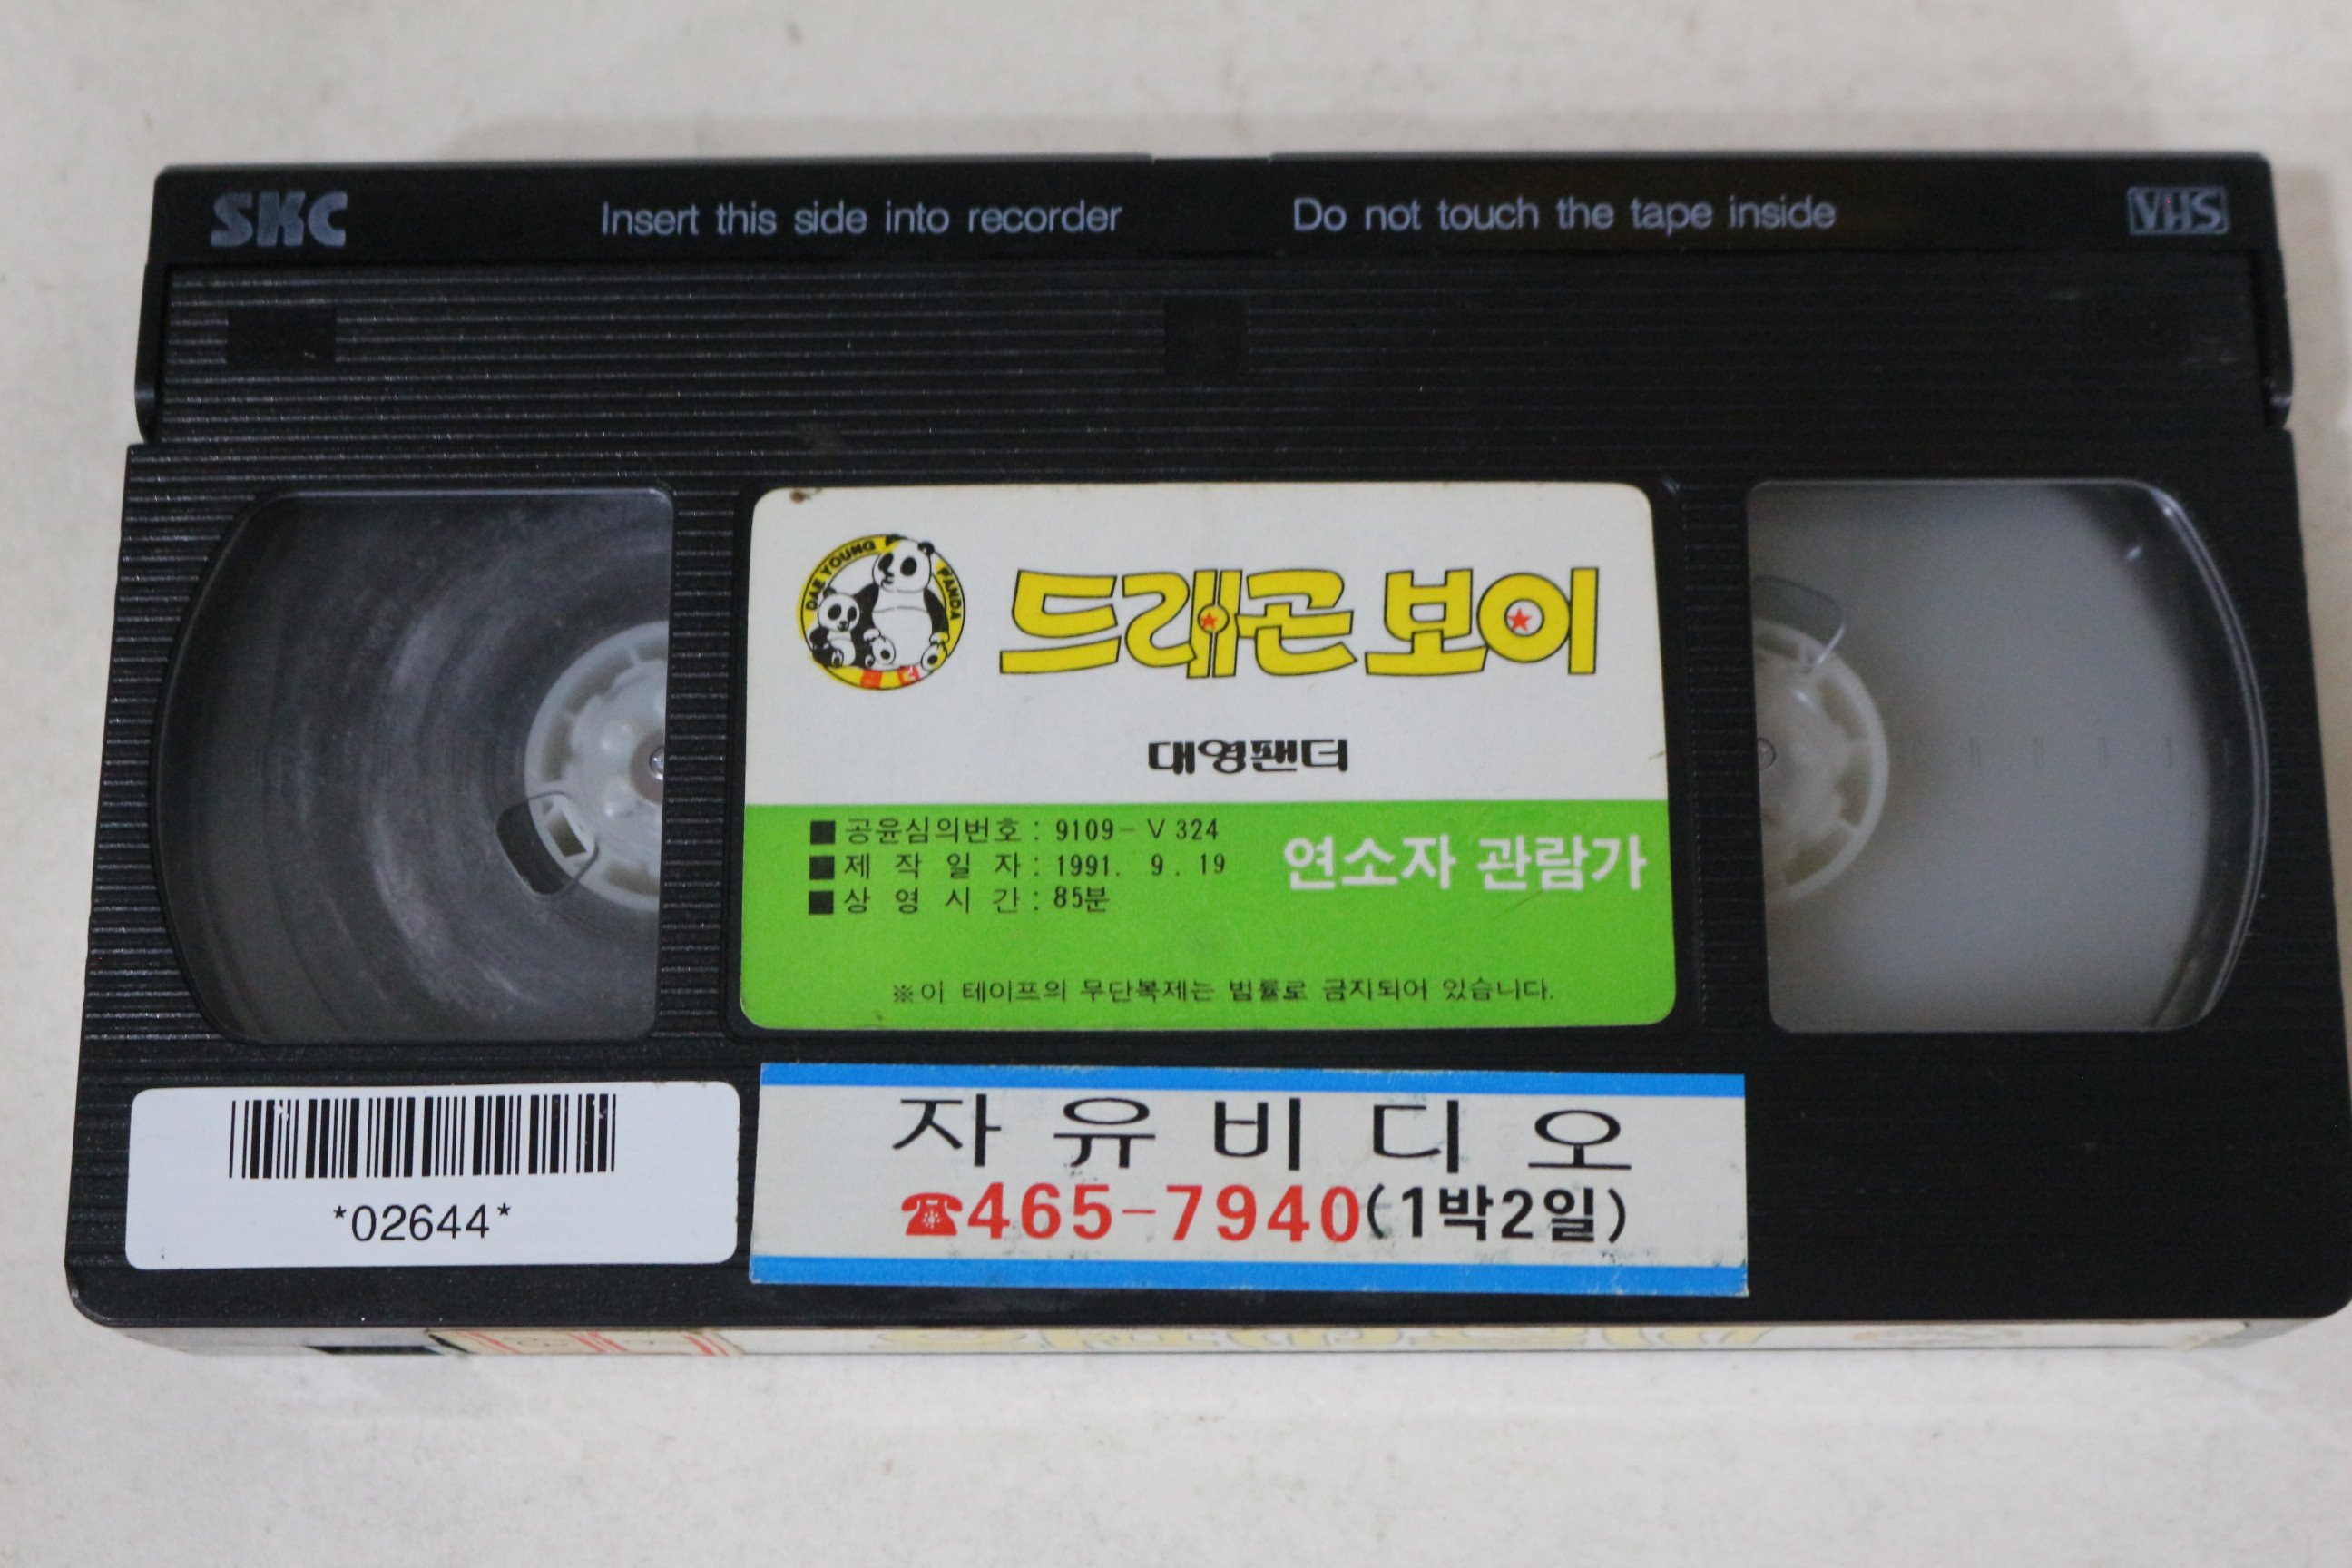 SKC
Insert this side into recorder
Do not touch the tape inside
VHS
DAE YOUNG PANDA
드래곤 보이
대영팬더
■ 공윤심의번호 : 9109-V324
■ 제 작 일 자 : 1991. 9. 19
■ 상 영 시 간 : 85분
연소자 관람가
※이 테이프의 무단복제는 법률로 금지되어 있습니다.
*02644*
자유비디오
☎465-7940(1박2일)